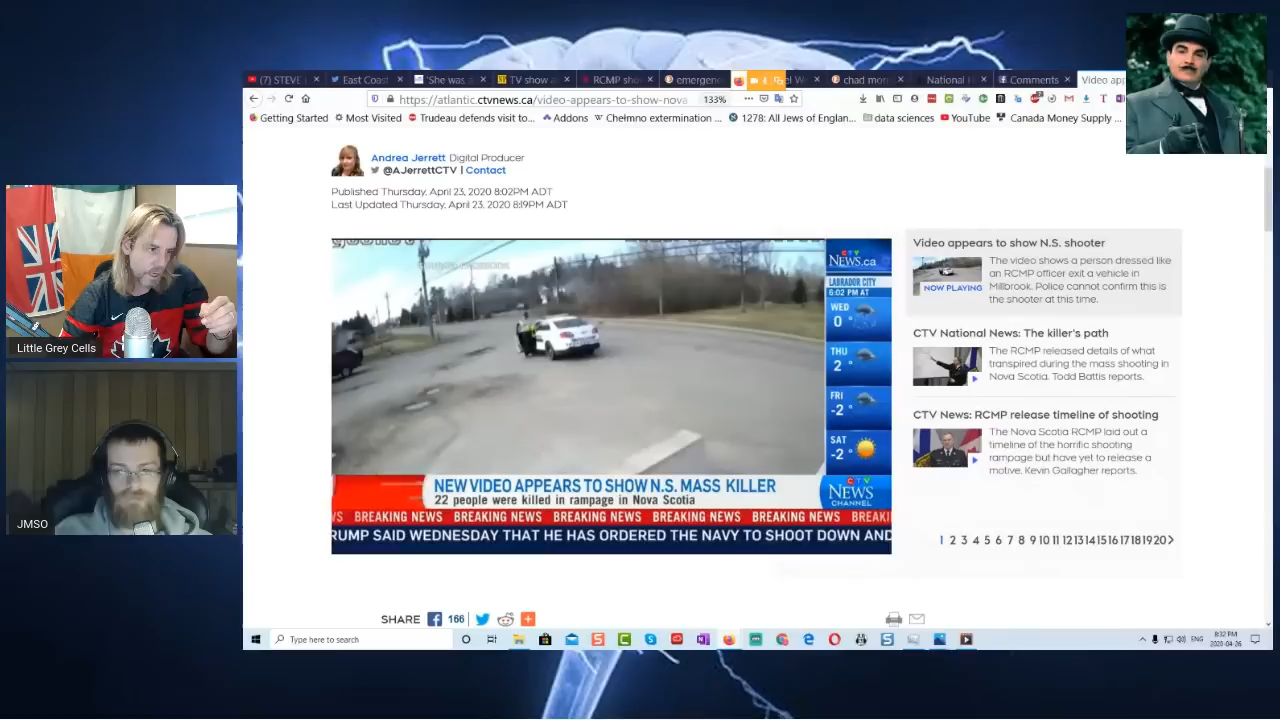 (7) STEVE
East Coast
'She was a
TV show a
RCMP sho
emergen
el We
chad mor
National
Comments
Video app
https://atlantic.ctvnews.ca/video-appears-to-show-nova
133%
Getting Started
Most Visited
Trudeau defends visit to...
Addons
Chełmno extermination ...
1278: All Jews of Englan...
data sciences
YouTube
Canada Money Supply ...
Andrea Jerrett Digital Producer
@AJerrettCTV | Contact
Published Thursday, April 23, 2020 8:02PM ADT
Last Updated Thursday, April 23, 2020 8:19PM ADT
CTV
NEWS.ca
LABRADOR CITY
6:02 PM AT
WED
0°
THU
2°
FRI
-2°
SAT
-2°
NEW VIDEO APPEARS TO SHOW N.S. MASS KILLER
22 people were killed in rampage in Nova Scotia
CTV
NEWS
CHANNEL
WS BREAKING NEWS BREAKING NEWS BREAKING NEWS BREAKING NEWS BREAKING NEWS BREAKI
RUMP SAID WEDNESDAY THAT HE HAS ORDERED THE NAVY TO SHOOT DOWN AND
Video appears to show N.S. shooter
NOW PLAYING
The video shows a person dressed like
an RCMP officer exit a vehicle in
Millbrook. Police cannot confirm this is
the shooter at this time.
CTV National News: The killer's path
The RCMP released details of what
transpired during the mass shooting in
Nova Scotia. Todd Battis reports.
CTV News: RCMP release timeline of shooting
The Nova Scotia RCMP laid out a
timeline of the horrific shooting
rampage but have yet to release a
motive. Kevin Gallagher reports.
1 2 3 4 5 6 7 8 9 10 11 12 13 14 15 16 17 18 19 20 >
SHARE 166
Type here to search
ENG
8:32 PM
2020-04-26
Little Grey Cells
JMSO